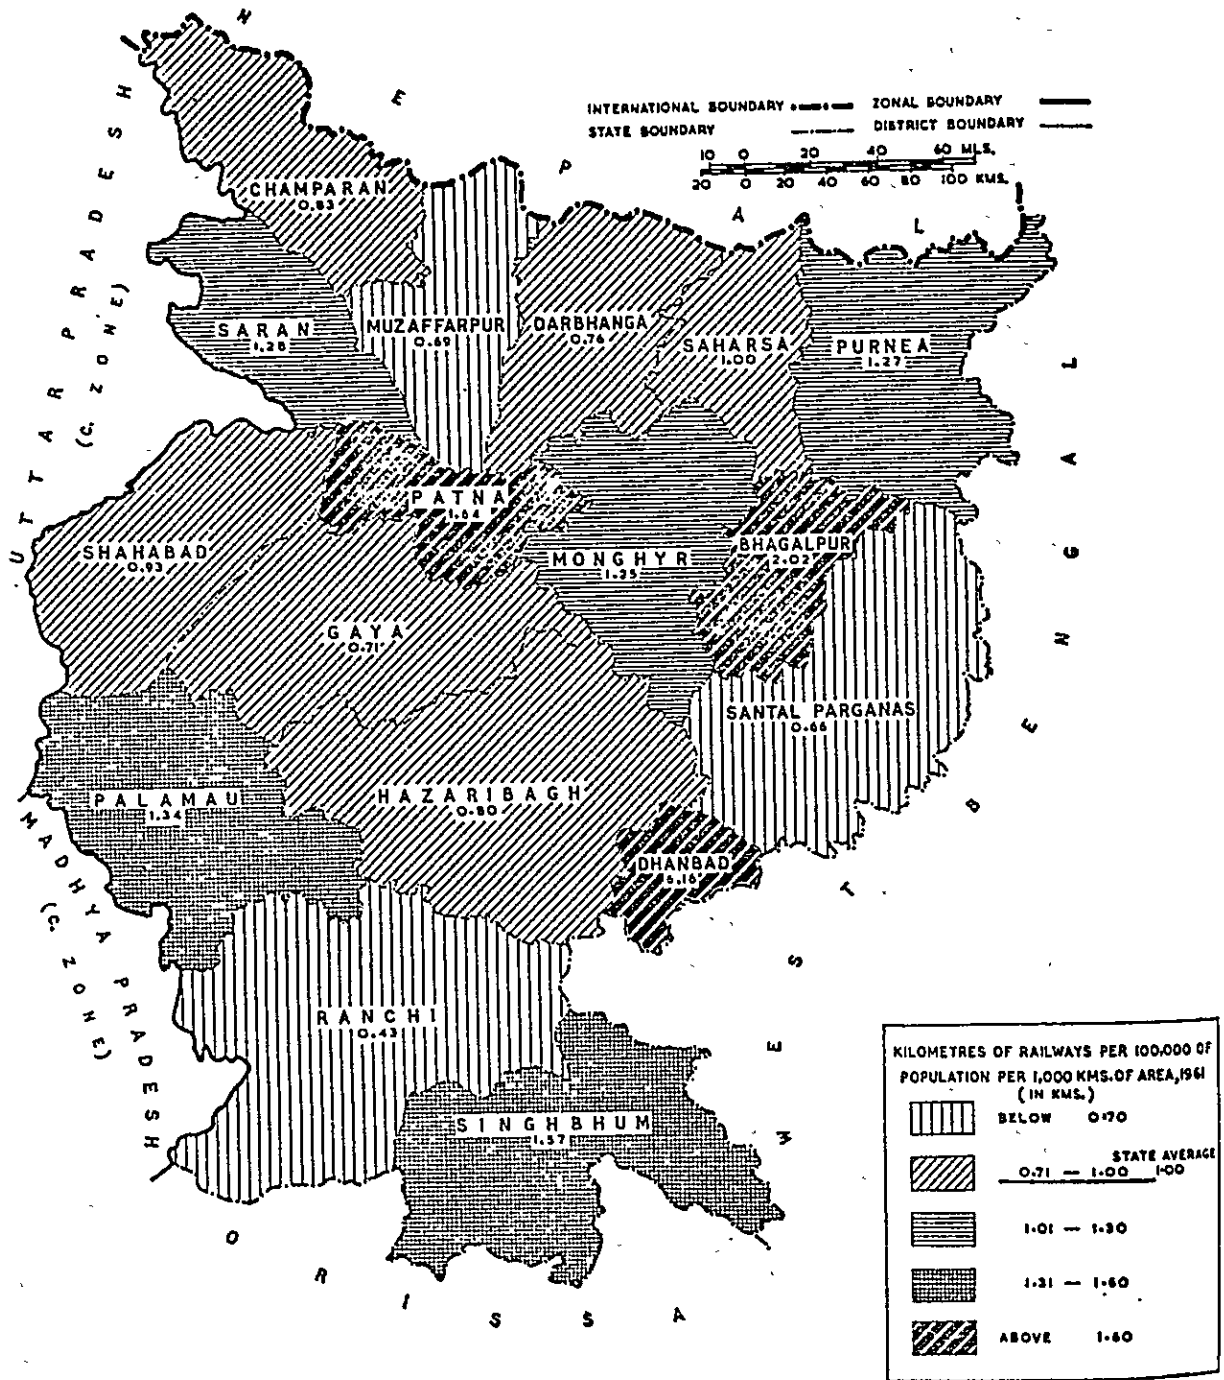 N E P A L
INTERNATIONAL BOUNDARY
ZONAL BOUNDARY
STATE BOUNDARY
DISTRICT BOUNDARY
10 0 20 40 60 MLS.
20 0 20 40 60 80 100 KMS.
UTTAR PRADESH
(C. ZONE)
CHAMPARAN
0.83
SARAN
1.28
MUZAFFARPUR
0.69
DARBHANGA
0.76
SAHARSA
1.00
PURNEA
1.27
PATNA
1.64
SHAHABAD
0.93
MONGHYR
1.25
BHAGALPUR
2.02
GAYA
0.71
SANTAL PARGANAS
0.66
PALAMAU
1.34
HAZARIBAGH
0.80
DHANBAD
6.16
MADHYA PRADESH
(C. ZONE)
RANCHI
0.43
SINGHBHUM
1.57
WEST BENGAL
ORISSA
KILOMETRES OF RAILWAYS PER 100,000 OF
POPULATION PER 1,000 KMS. OF AREA, 1961
(IN KMS.)
BELOW 0.70
STATE AVERAGE
0.71 — 1.00 1.00
1.01 — 1.30
1.31 — 1.60
ABOVE 1.60